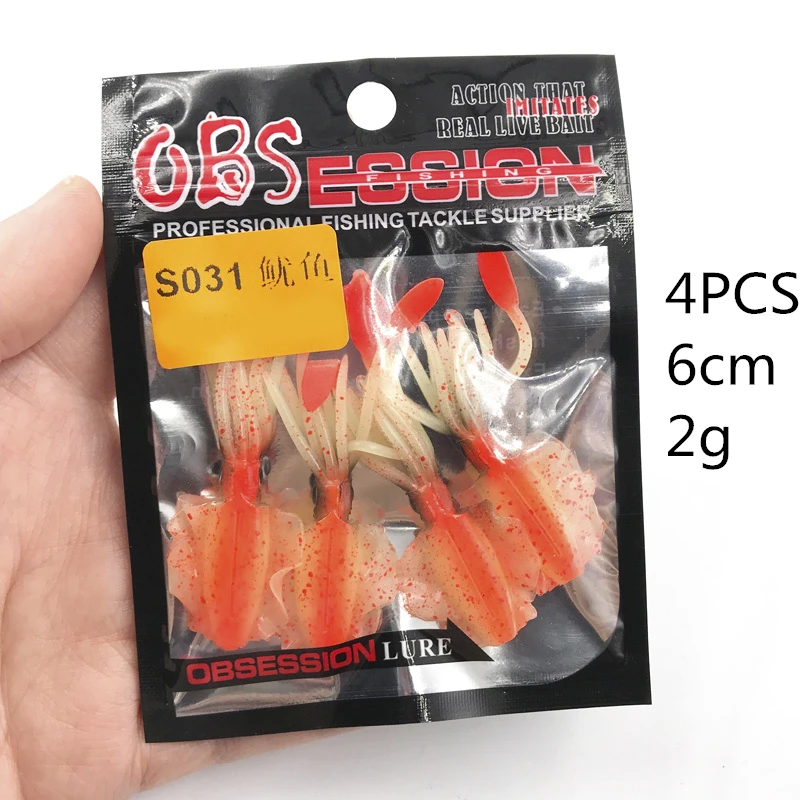 ACTION THAT
IMITATES
REAL LIVE BAIT
OBSESSION
FISHING
PROFESSIONAL FISHING TACKLE SUPPLIER
S031 鱿鱼
4PCS
6cm
2g
OBSESSION LURE